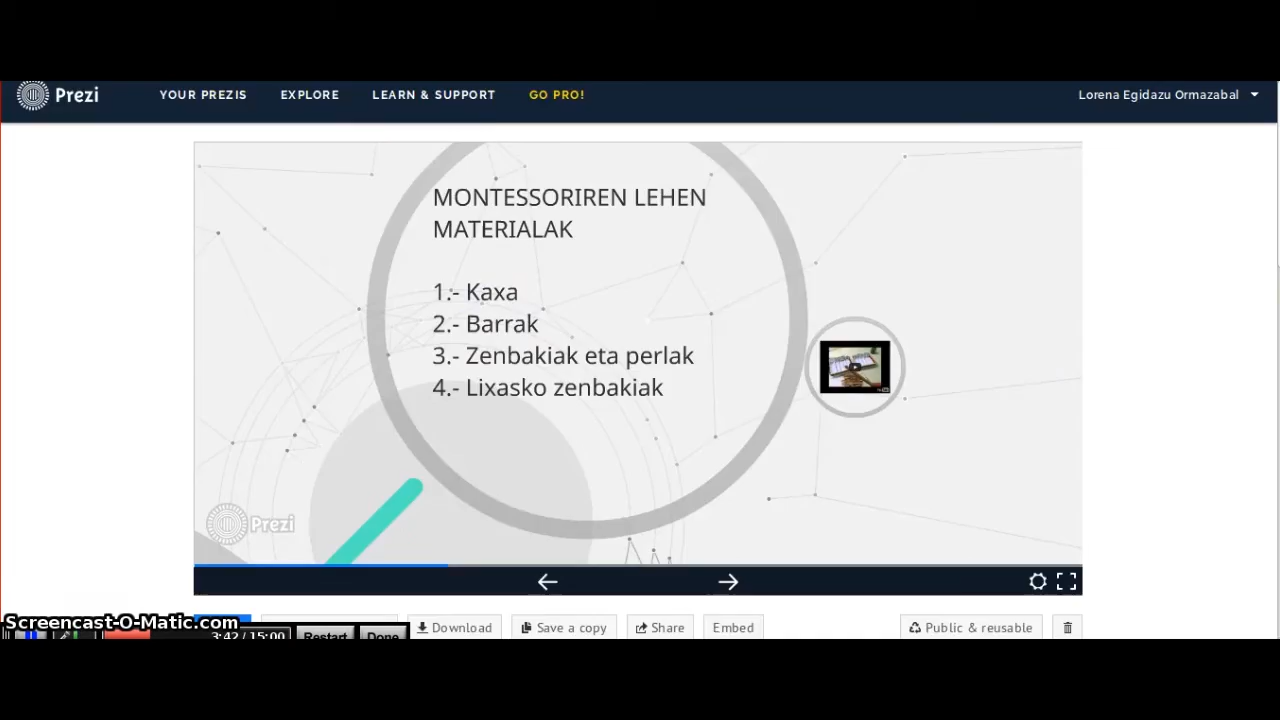 Prezi
YOUR PREZIS
EXPLORE
LEARN & SUPPORT
GO PRO!
Lorena Egidazu Ormazabal
MONTESSORIREN LEHEN
MATERIALAK
1.- Kaxa
2.- Barrak
3.- Zenbakiak eta perlak
4.- Lixasko zenbakiak
Prezi
Screencast-O-Matic.com
3:42 / 15:00
Restart
Done
Download
Save a copy
Share
Embed
Public & reusable